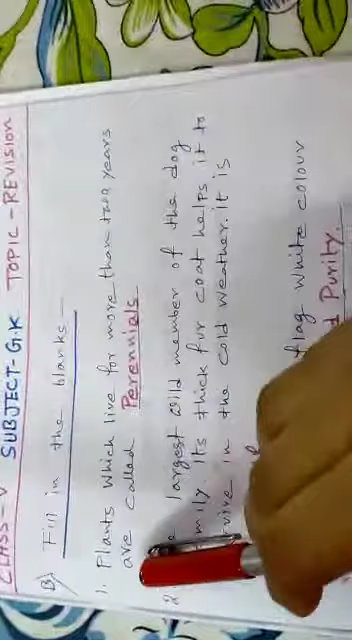 CLASS-V SUBJECT-G.K TOPIC-REVISION
B) Fill in the blanks-
1. Plants which live for more than two years
are called Perennials
2. largest wild member of the dog
mily. Its thick fur coat helps it to
rvive in the cold weather. it is
flag white colour
d Purity.